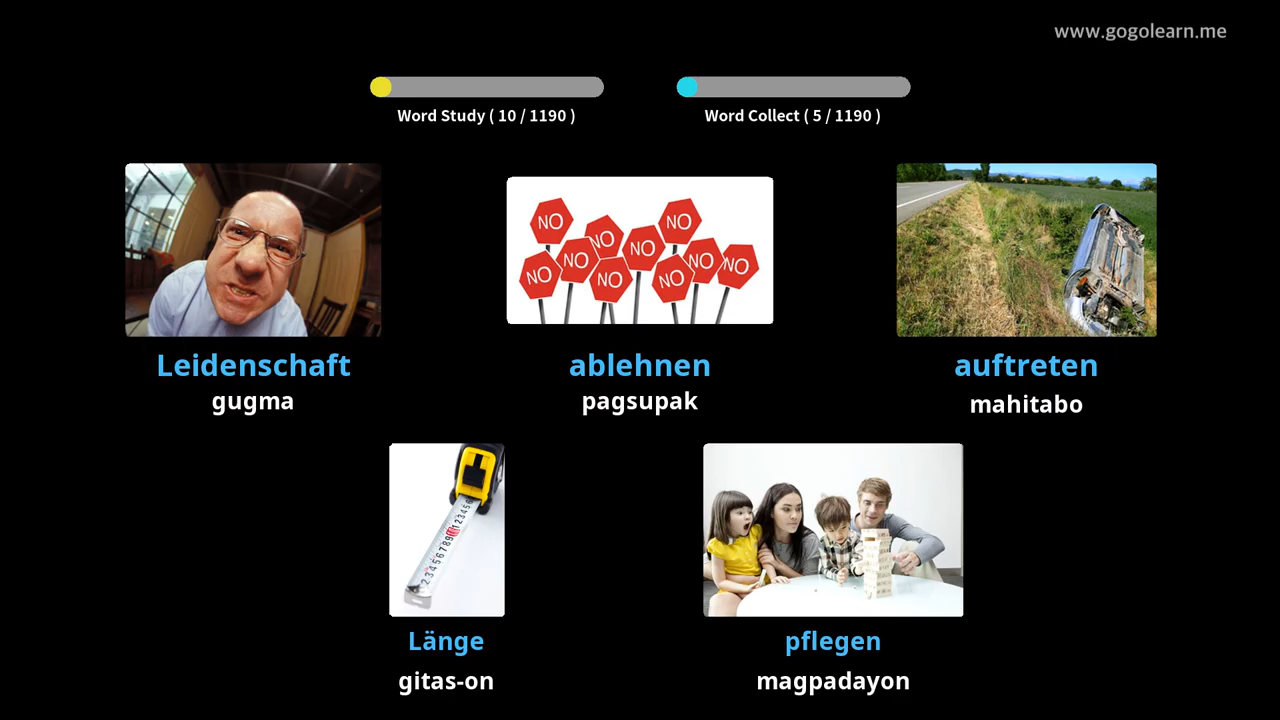 www.gogolearn.me
Word Study ( 10 / 1190 )
Word Collect ( 5 / 1190 )
NO
NO
NO
NO
NO
NO
NO
NO
NO
NO
Leidenschaft
gugma
ablehnen
pagsupak
auftreten
mahitabo
Länge
gitas-on
pflegen
magpadayon